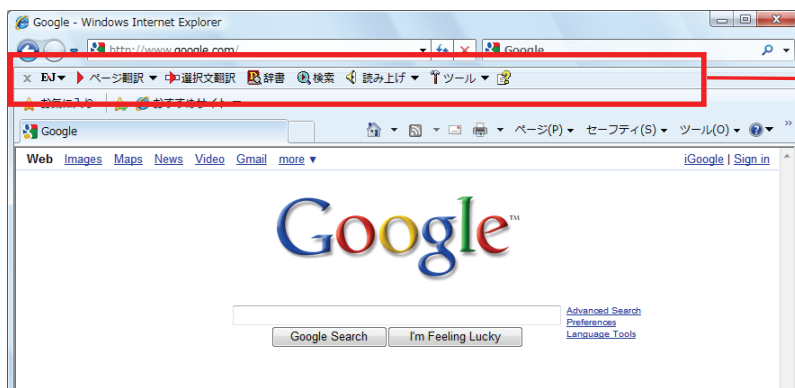 Google - Windows Internet Explorer
http://www.google.com/ Google
x EJ ページ翻訳 選択文翻訳 辞書 検索 読み上げ ツール
お気に入り おすすめサイト
Google ページ(P) セーフティ(S) ツール(O) »
Web Images Maps News Video Gmail more ▼ iGoogle | Sign in
Google™
Advanced Search
Preferences
Language Tools
Google Search I'm Feeling Lucky